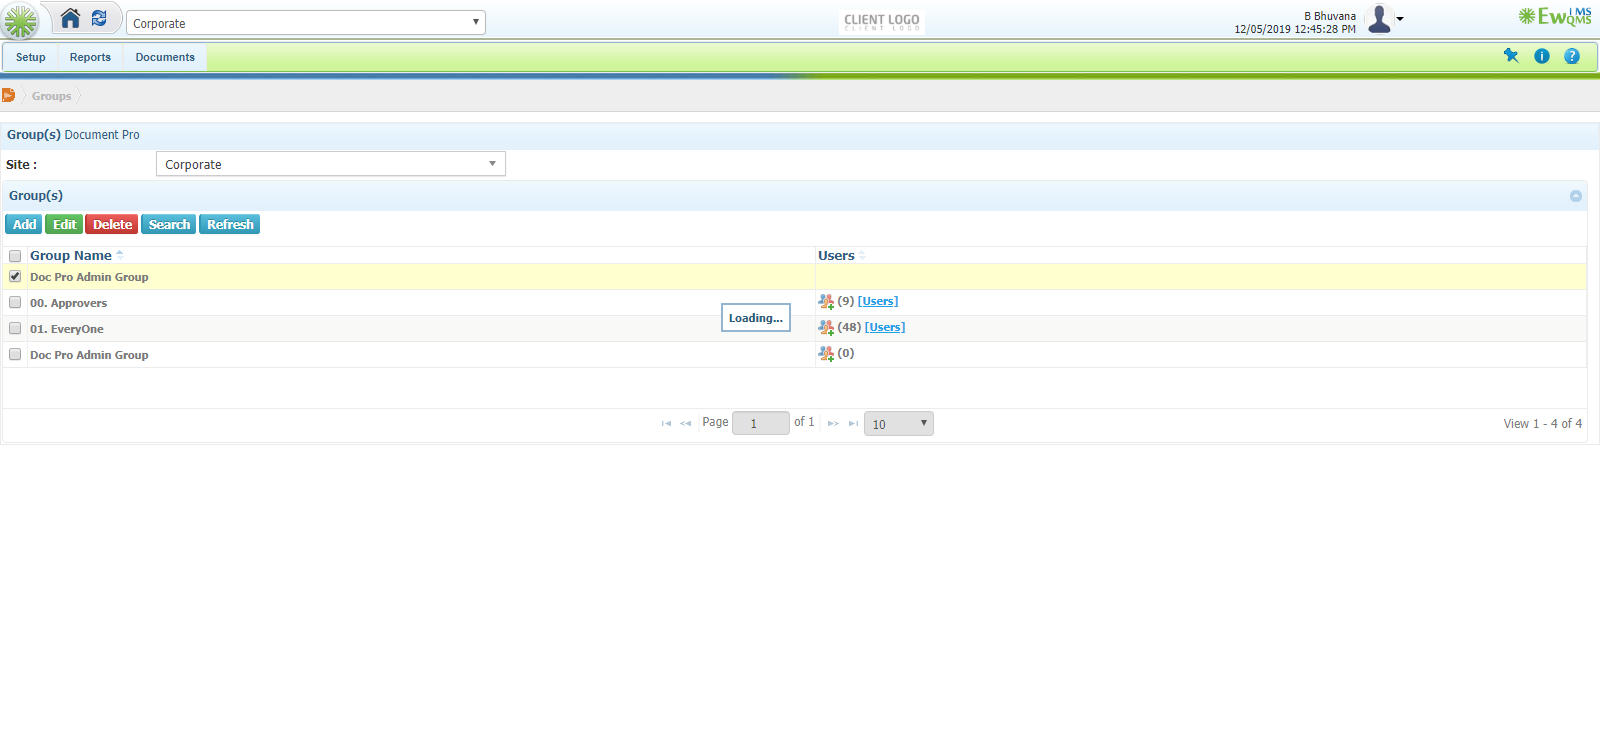 Corporate
CLIENT LOGO
CLIENT LOGO
B Bhuvana
12/05/2019 12:45:28 PM
EwQMS
IMS
Setup Reports Documents
Groups
Group(s) Document Pro
Site : Corporate
Group(s)
Add Edit Delete Search Refresh
Group Name Users
Doc Pro Admin Group
00. Approvers (9) [Users]
Loading...
01. EveryOne (48) [Users]
Doc Pro Admin Group (0)
Page 1 of 1 10 View 1 - 4 of 4